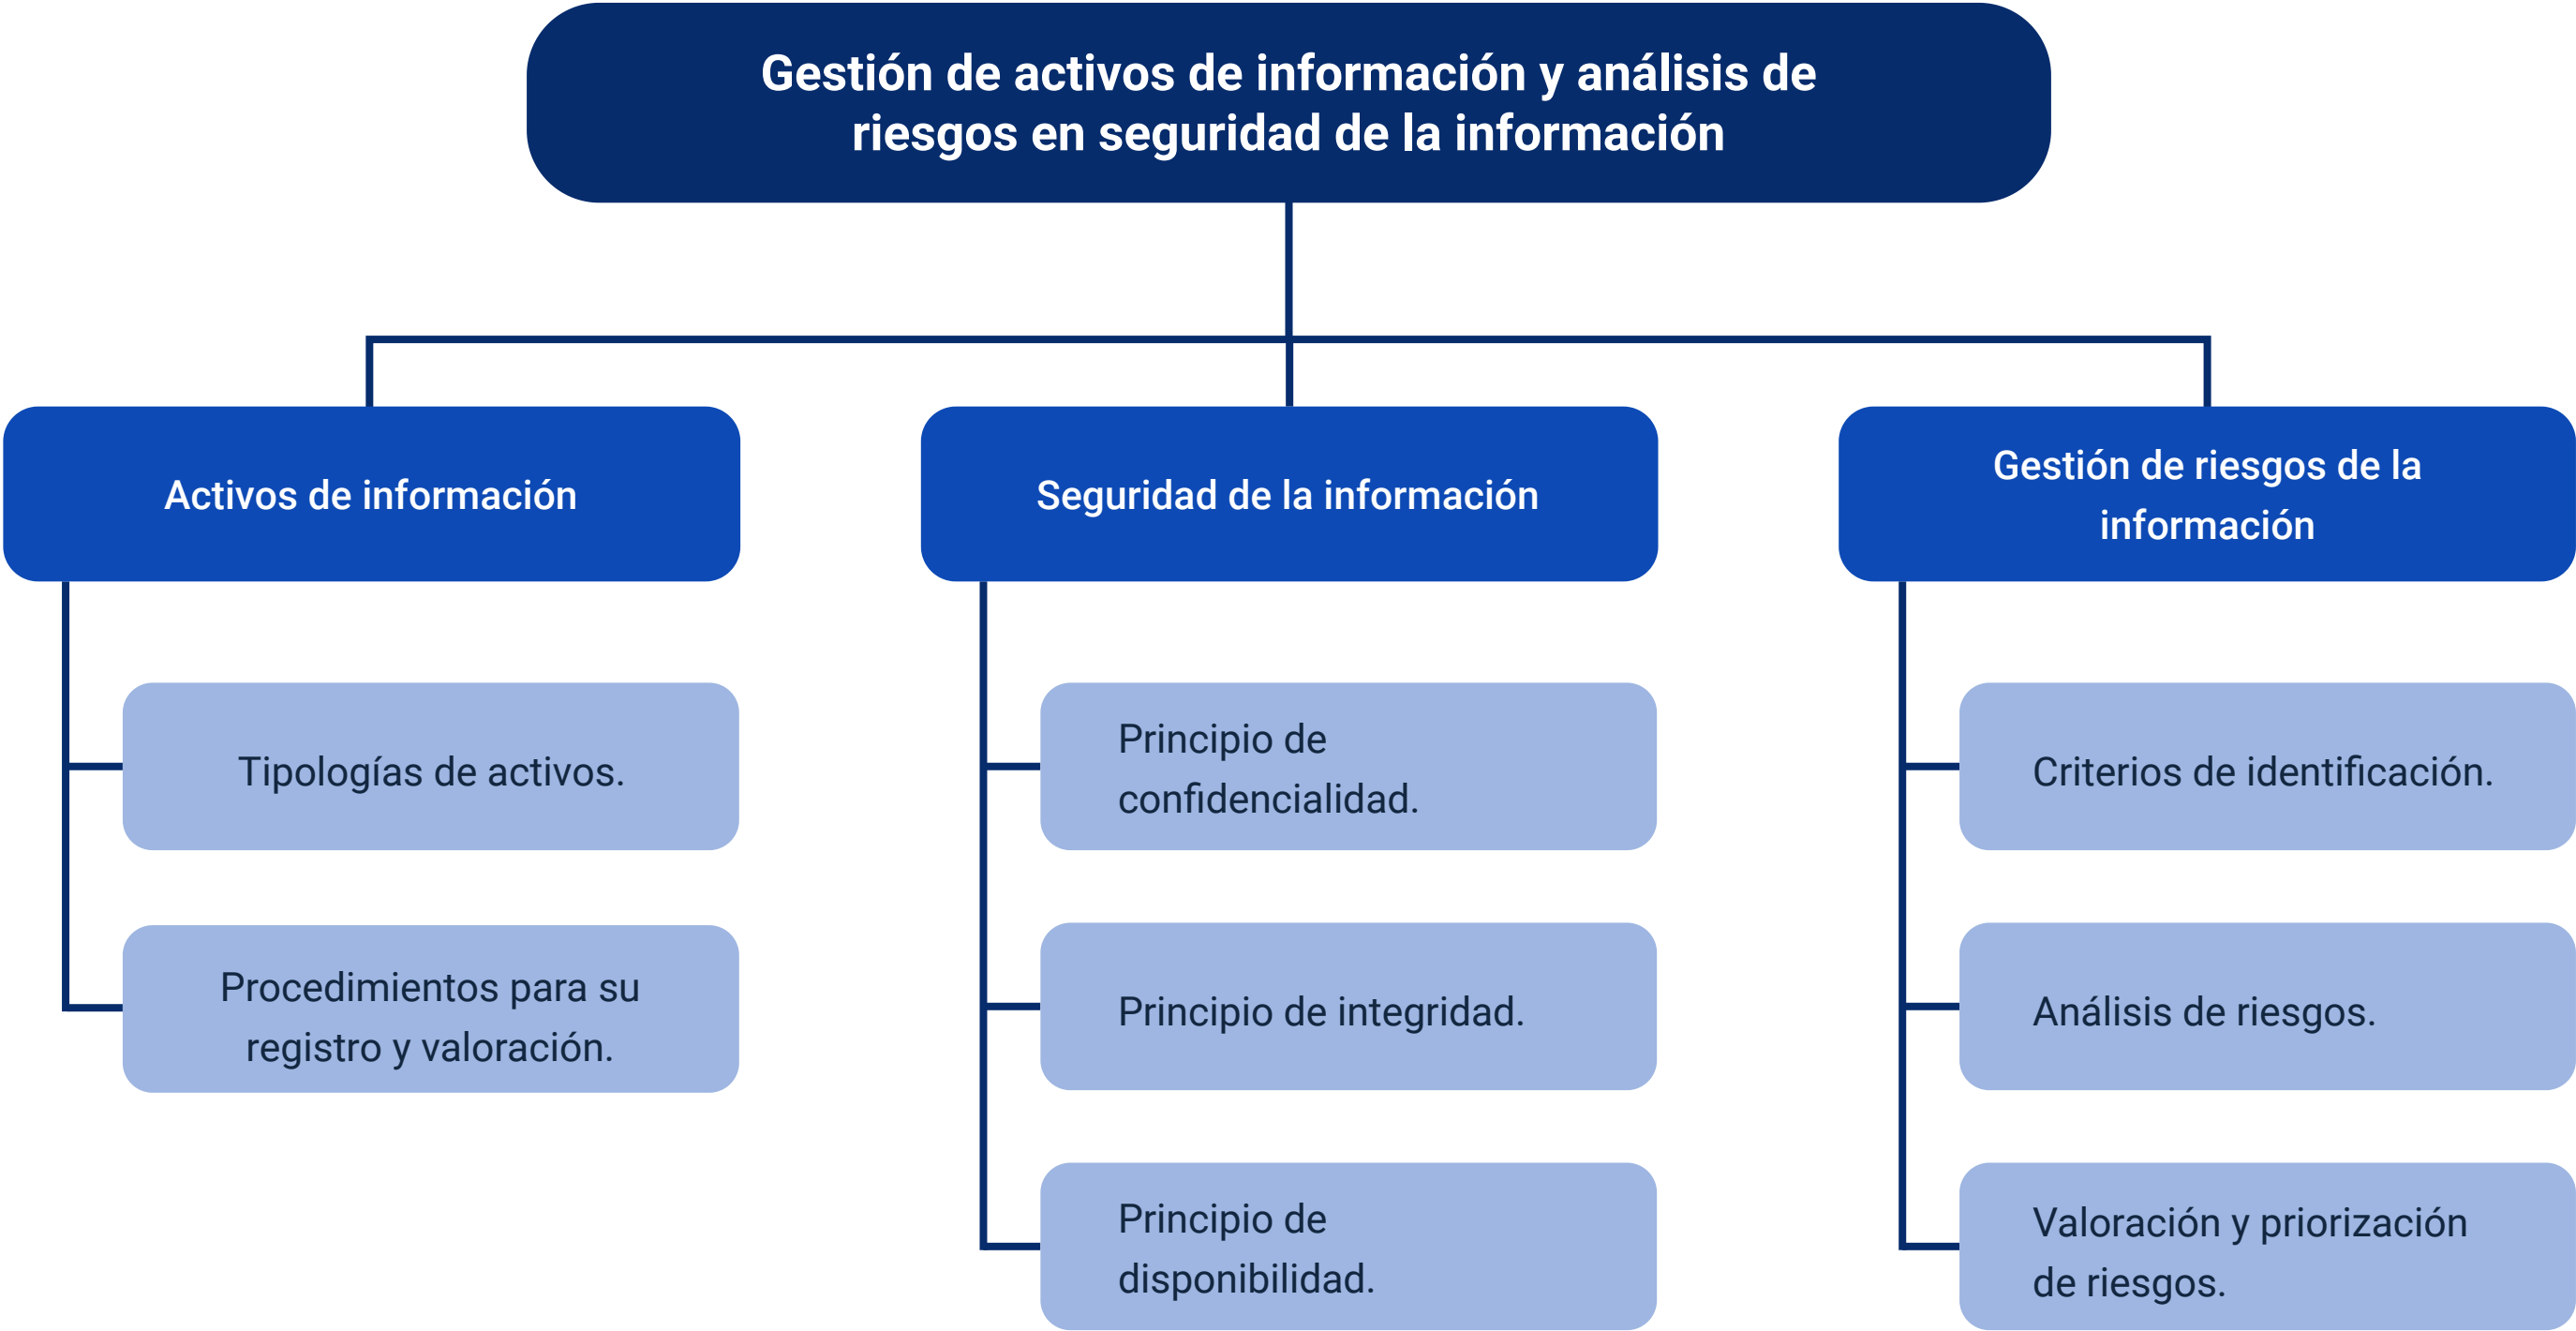 Gestión de activos de información y análisis de
riesgos en seguridad de la información
Activos de información
Tipologías de activos.
Procedimientos para su
registro y valoración.
Seguridad de la información
Principio de
confidencialidad.
Principio de integridad.
Principio de
disponibilidad.
Gestión de riesgos de la
información
Criterios de identificación.
Análisis de riesgos.
Valoración y priorización
de riesgos.